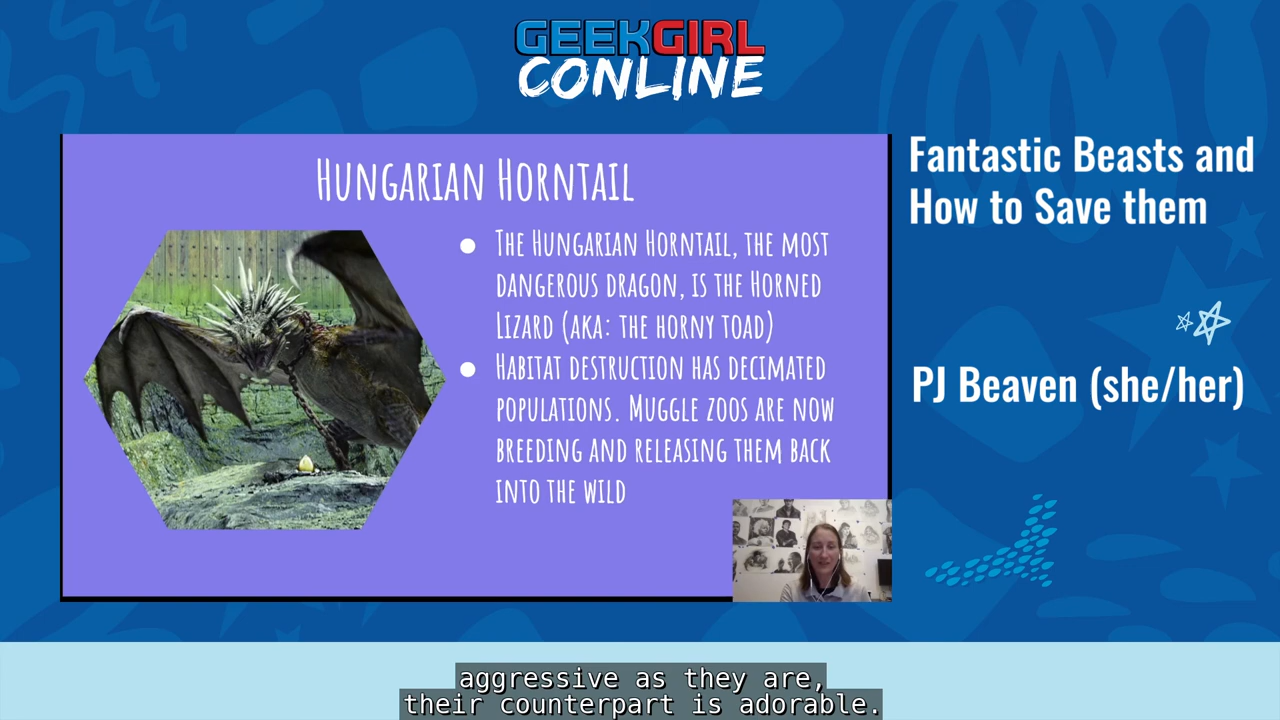 GEEKGIRL
CONLINE
Fantastic Beasts and
How to Save them
PJ Beaven (she/her)
Hungarian Horntail
● The Hungarian Horntail, the most
dangerous dragon, is the Horned
Lizard (aka: the horny toad)
● Habitat destruction has decimated
populations. Muggle zoos are now
breeding and releasing them back
into the wild
aggressive as they are,
their counterpart is adorable.